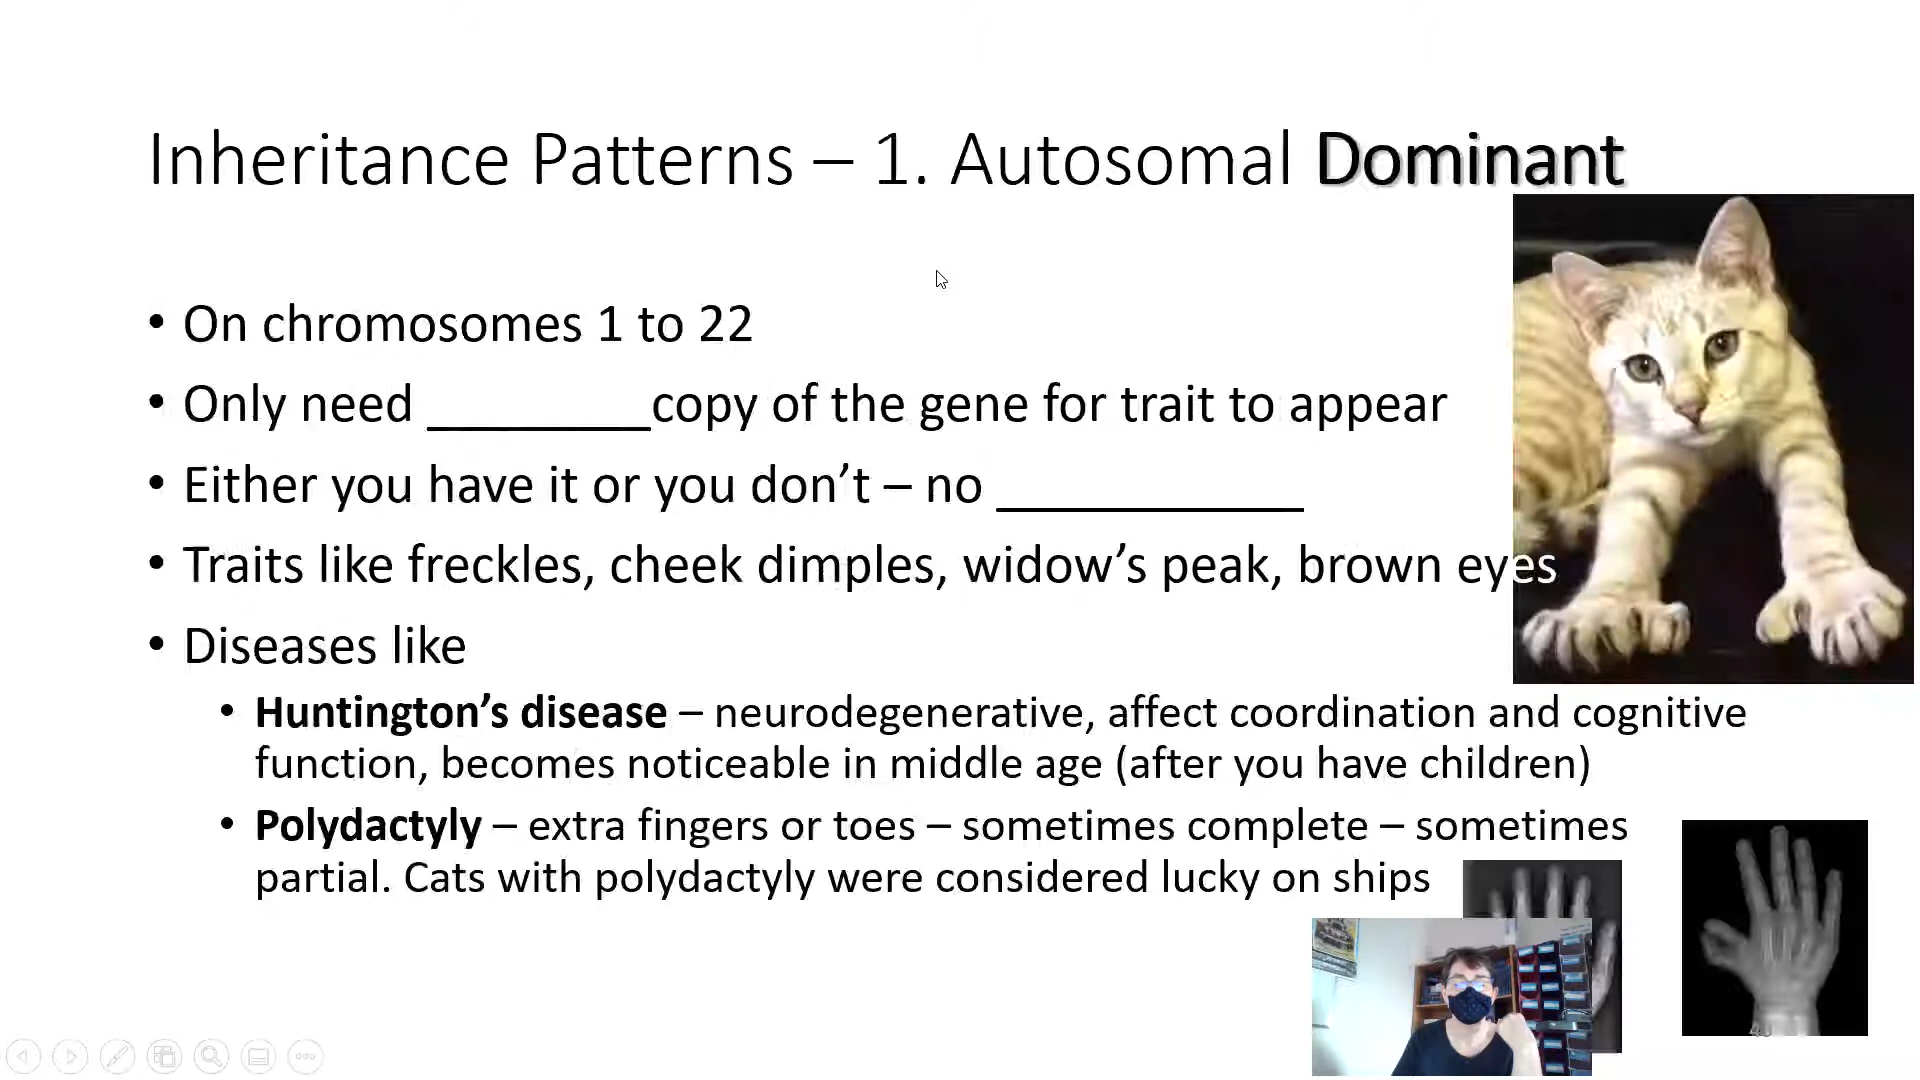 Inheritance Patterns – 1. Autosomal Dominant
• On chromosomes 1 to 22
• Only need ________copy of the gene for trait to appear
• Either you have it or you don’t – no ___________
• Traits like freckles, cheek dimples, widow’s peak, brown eyes
• Diseases like
• Huntington’s disease – neurodegenerative, affect coordination and cognitive
function, becomes noticeable in middle age (after you have children)
• Polydactyly – extra fingers or toes – sometimes complete – sometimes
partial. Cats with polydactyly were considered lucky on ships